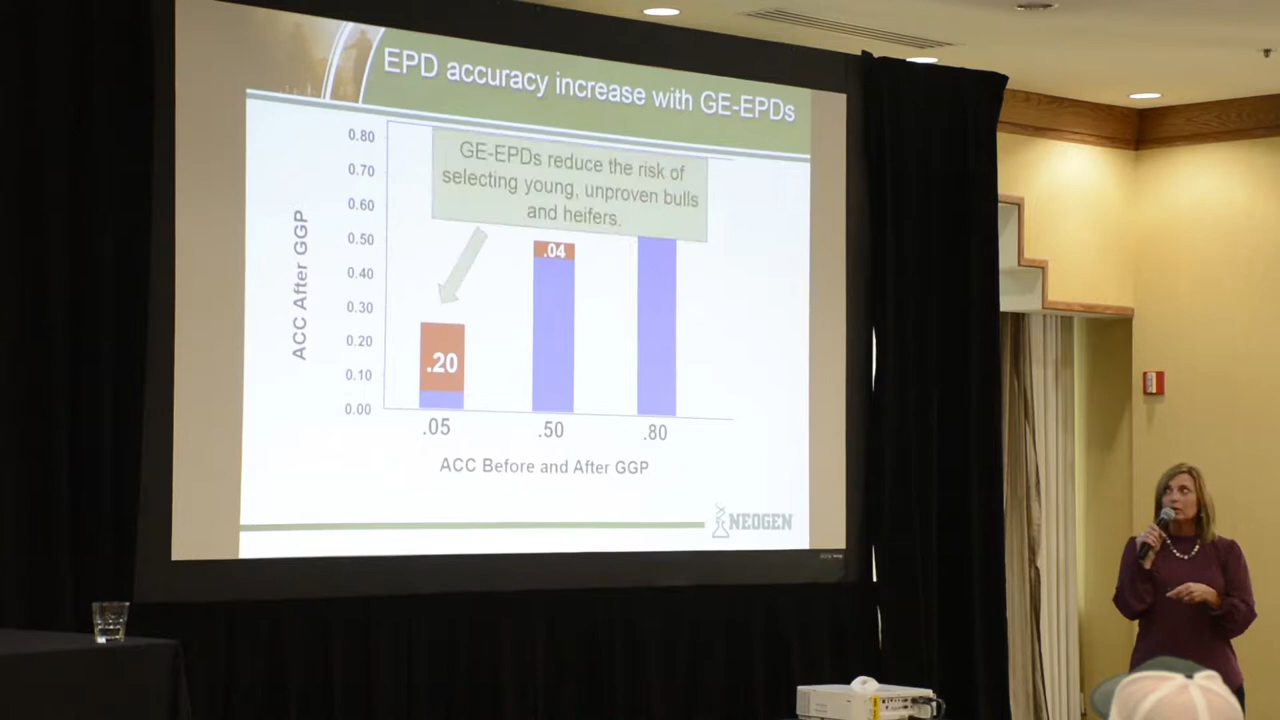 EPD accuracy increase with GE-EPDs
GE-EPDs reduce the risk of
selecting young, unproven bulls
and heifers.
ACC After GGP
0.80
0.70
0.60
0.50
0.40
0.30
0.20
0.10
0.00
.20
.04
.05
.50
.80
ACC Before and After GGP
NEOGEN